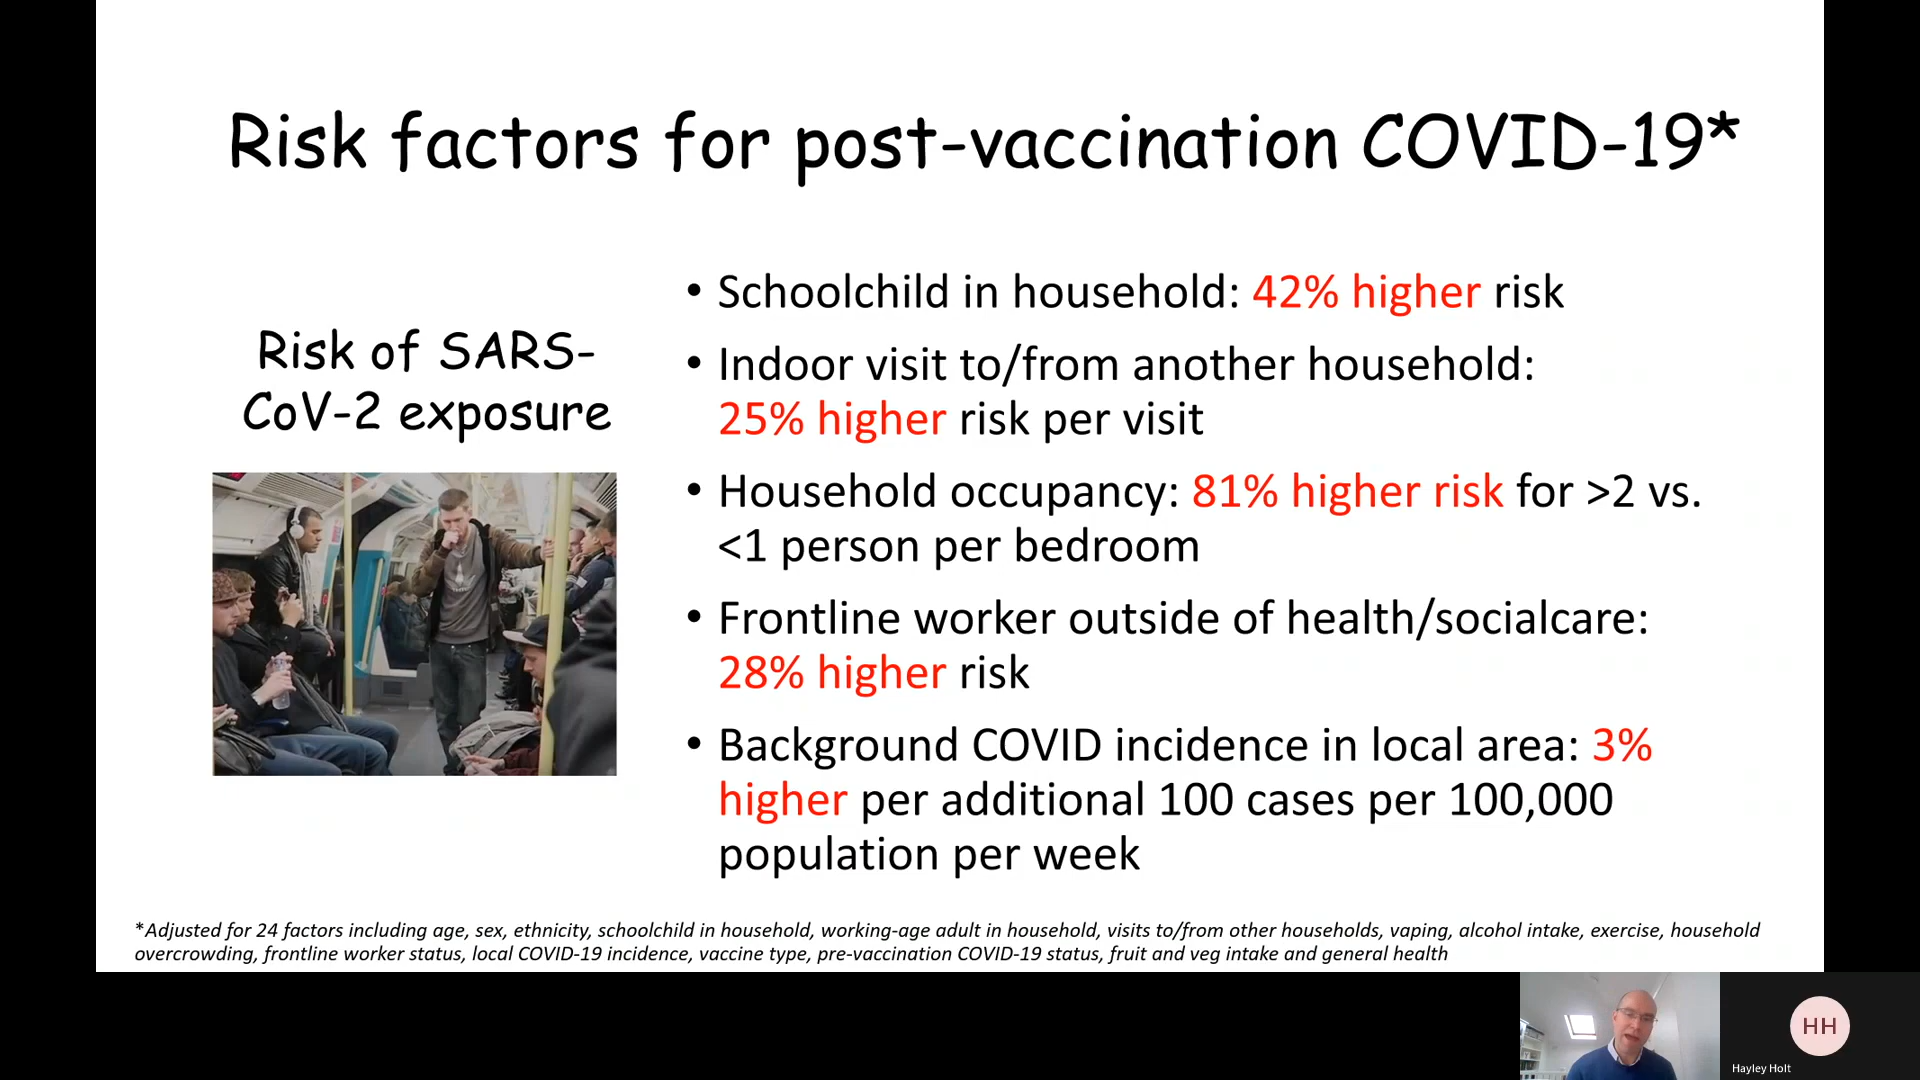 Risk factors for post-vaccination COVID-19*
Risk of SARS-
CoV-2 exposure
• Schoolchild in household: 42% higher risk
• Indoor visit to/from another household:
25% higher risk per visit
• Household occupancy: 81% higher risk for >2 vs.
<1 person per bedroom
• Frontline worker outside of health/socialcare:
28% higher risk
• Background COVID incidence in local area: 3%
higher per additional 100 cases per 100,000
population per week
*Adjusted for 24 factors including age, sex, ethnicity, schoolchild in household, working-age adult in household, visits to/from other households, vaping, alcohol intake, exercise, household
overcrowding, frontline worker status, local COVID-19 incidence, vaccine type, pre-vaccination COVID-19 status, fruit and veg intake and general health
HH
Hayley Holt